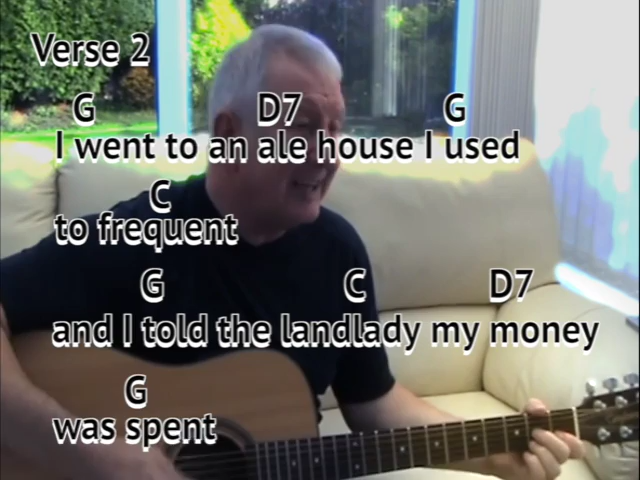 Verse 2
G D7 G
I went to an ale house I used
C
to frequent
G C D7
and I told the landlady my money
G
was spent